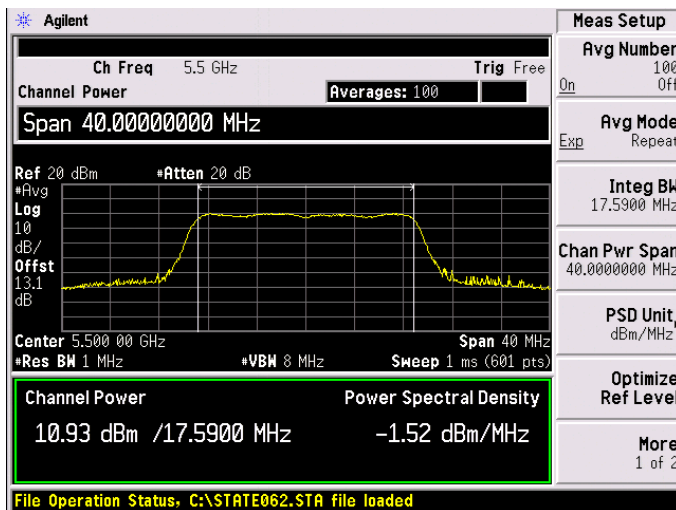 Agilent
Meas Setup
Ch Freq 5.5 GHz Trig Free
Channel Power Averages: 100
Span 40.00000000 MHz
Ref 20 dBm #Atten 20 dB
#Avg
Log
10
dB/
Offst
13.1
dB
Center 5.500 00 GHz Span 40 MHz
#Res BW 1 MHz #VBW 8 MHz Sweep 1 ms (601 pts)
Channel Power Power Spectral Density
10.93 dBm /17.5900 MHz -1.52 dBm/MHz
File Operation Status, C:\STATE062.STA file loaded
Avg Number
100
On Off
Avg Mode
Exp Repeat
Integ BW
17.5900 MHz
Chan Pwr Span
40.0000000 MHz
PSD Unit
dBm/MHz
Optimize
Ref Level
More
1 of 2